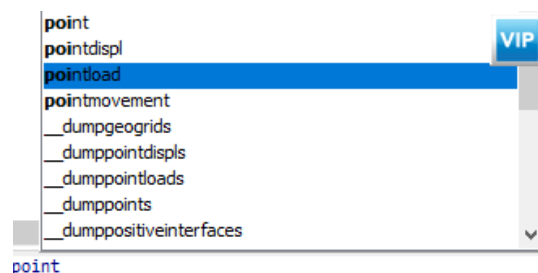 point
VIP
pointdispl
pointload
pointmovement
__dumpgeogrids
__dumppointdispls
__dumppointloads
__dumppoints
__dumppositiveinterfaces
point